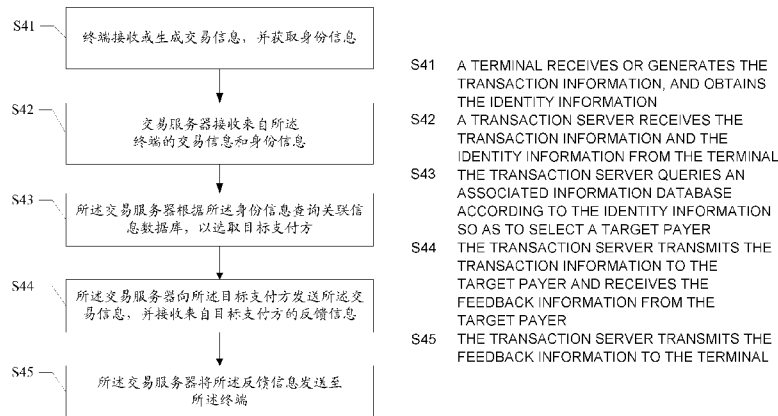 S41
终端接收或生成交易信息，并获取身份信息
S42
交易服务器接收来自所述
终端的交易信息和身份信息
S43
所述交易服务器根据所述身份信息查询关联信
息数据库，以选取目标支付方
S44
所述交易服务器向所述目标支付方发送所述交
易信息，并接收来自目标支付方的反馈信息
S45
所述交易服务器将所述反馈信息发送至
所述终端
S41 A TERMINAL RECEIVES OR GENERATES THE
TRANSACTION INFORMATION, AND OBTAINS
THE IDENTITY INFORMATION
S42 A TRANSACTION SERVER RECEIVES THE
TRANSACTION INFORMATION AND THE
IDENTITY INFORMATION FROM THE TERMINAL
S43 THE TRANSACTION SERVER QUERIES AN
ASSOCIATED INFORMATION DATABASE
ACCORDING TO THE IDENTITY INFORMATION
SO AS TO SELECT A TARGET PAYER
S44 THE TRANSACTION SERVER TRANSMITS THE
TRANSACTION INFORMATION TO THE
TARGET PAYER AND RECEIVES THE
FEEDBACK INFORMATION FROM THE
TARGET PAYER
S45 THE TRANSACTION SERVER TRANSMITS THE
FEEDBACK INFORMATION TO THE TERMINAL